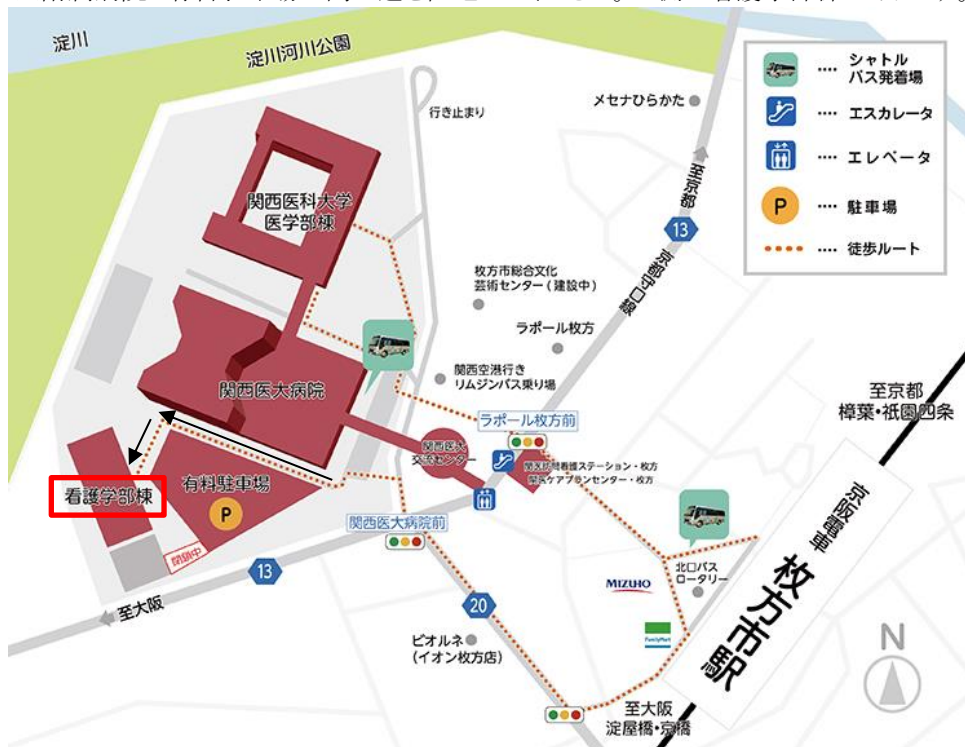 淀川
淀川河川公園
行き止まり
メセナひらかた
シャトル
バス発着場
エスカレータ
エレベータ
P
駐車場
徒歩ルート
至京都
13
京都守口線
関西医科大学
医学部棟
枚方市総合文化
芸術センター(建設中)
ラポール枚方
関西空港行き
リムジンバス乗り場
関西医大病院
ラポール枚方前
関西医大
交流センター
関医訪問看護ステーション・枚方
関医ケアプランセンター・枚方
至京都
樟葉・祇園四条
看護学部棟
有料駐車場
P
閉鎖中
関西医大病院前
13
至大阪
20
ビオルネ
(イオン枚方店)
MIZUHO
FamilyMart
北口バス
ロータリー
京阪電車
枚方市駅
至大阪
淀屋橋・京橋
N